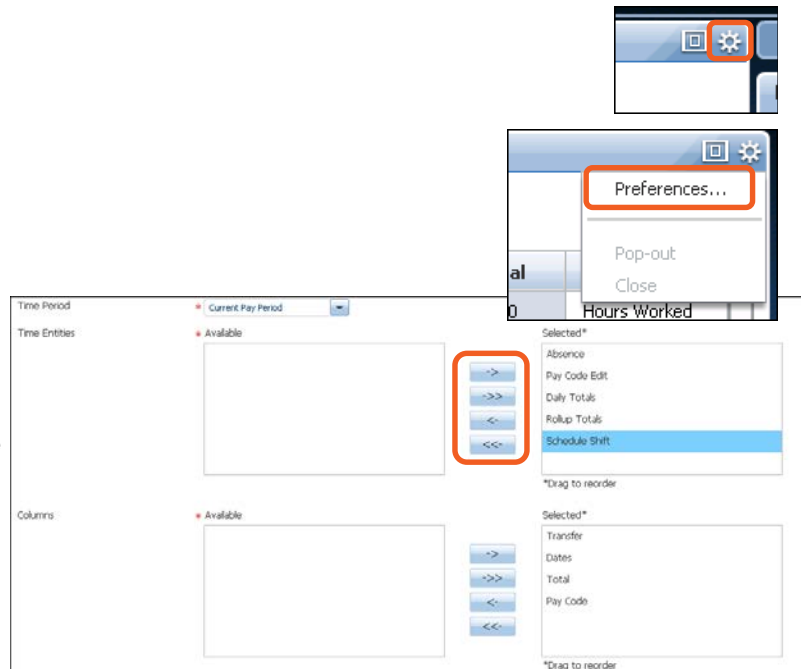 Preferences...
Pop-out
Close
al
0
Hours Worked
Time Period
* Current Pay Period
Time Entities
* Available
Selected*
->
->>
<-
<<-
Absence
Pay Code Edit
Daily Totals
Rollup Totals
Schedule Shift
*Drag to reorder
Columns
* Available
Selected*
->
->>
<-
<<-
Transfer
Dates
Total
Pay Code
*Drag to reorder